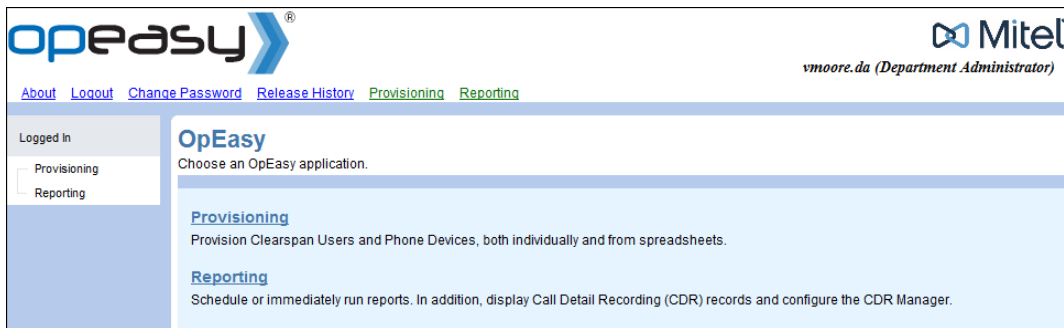 opeasy®
Mitel
vmoore.da (Department Administrator)
About Logout Change Password Release History Provisioning Reporting
Logged In
Provisioning
Reporting
OpEasy
Choose an OpEasy application.
Provisioning
Provision Clearspan Users and Phone Devices, both individually and from spreadsheets.
Reporting
Schedule or immediately run reports. In addition, display Call Detail Recording (CDR) records and configure the CDR Manager.